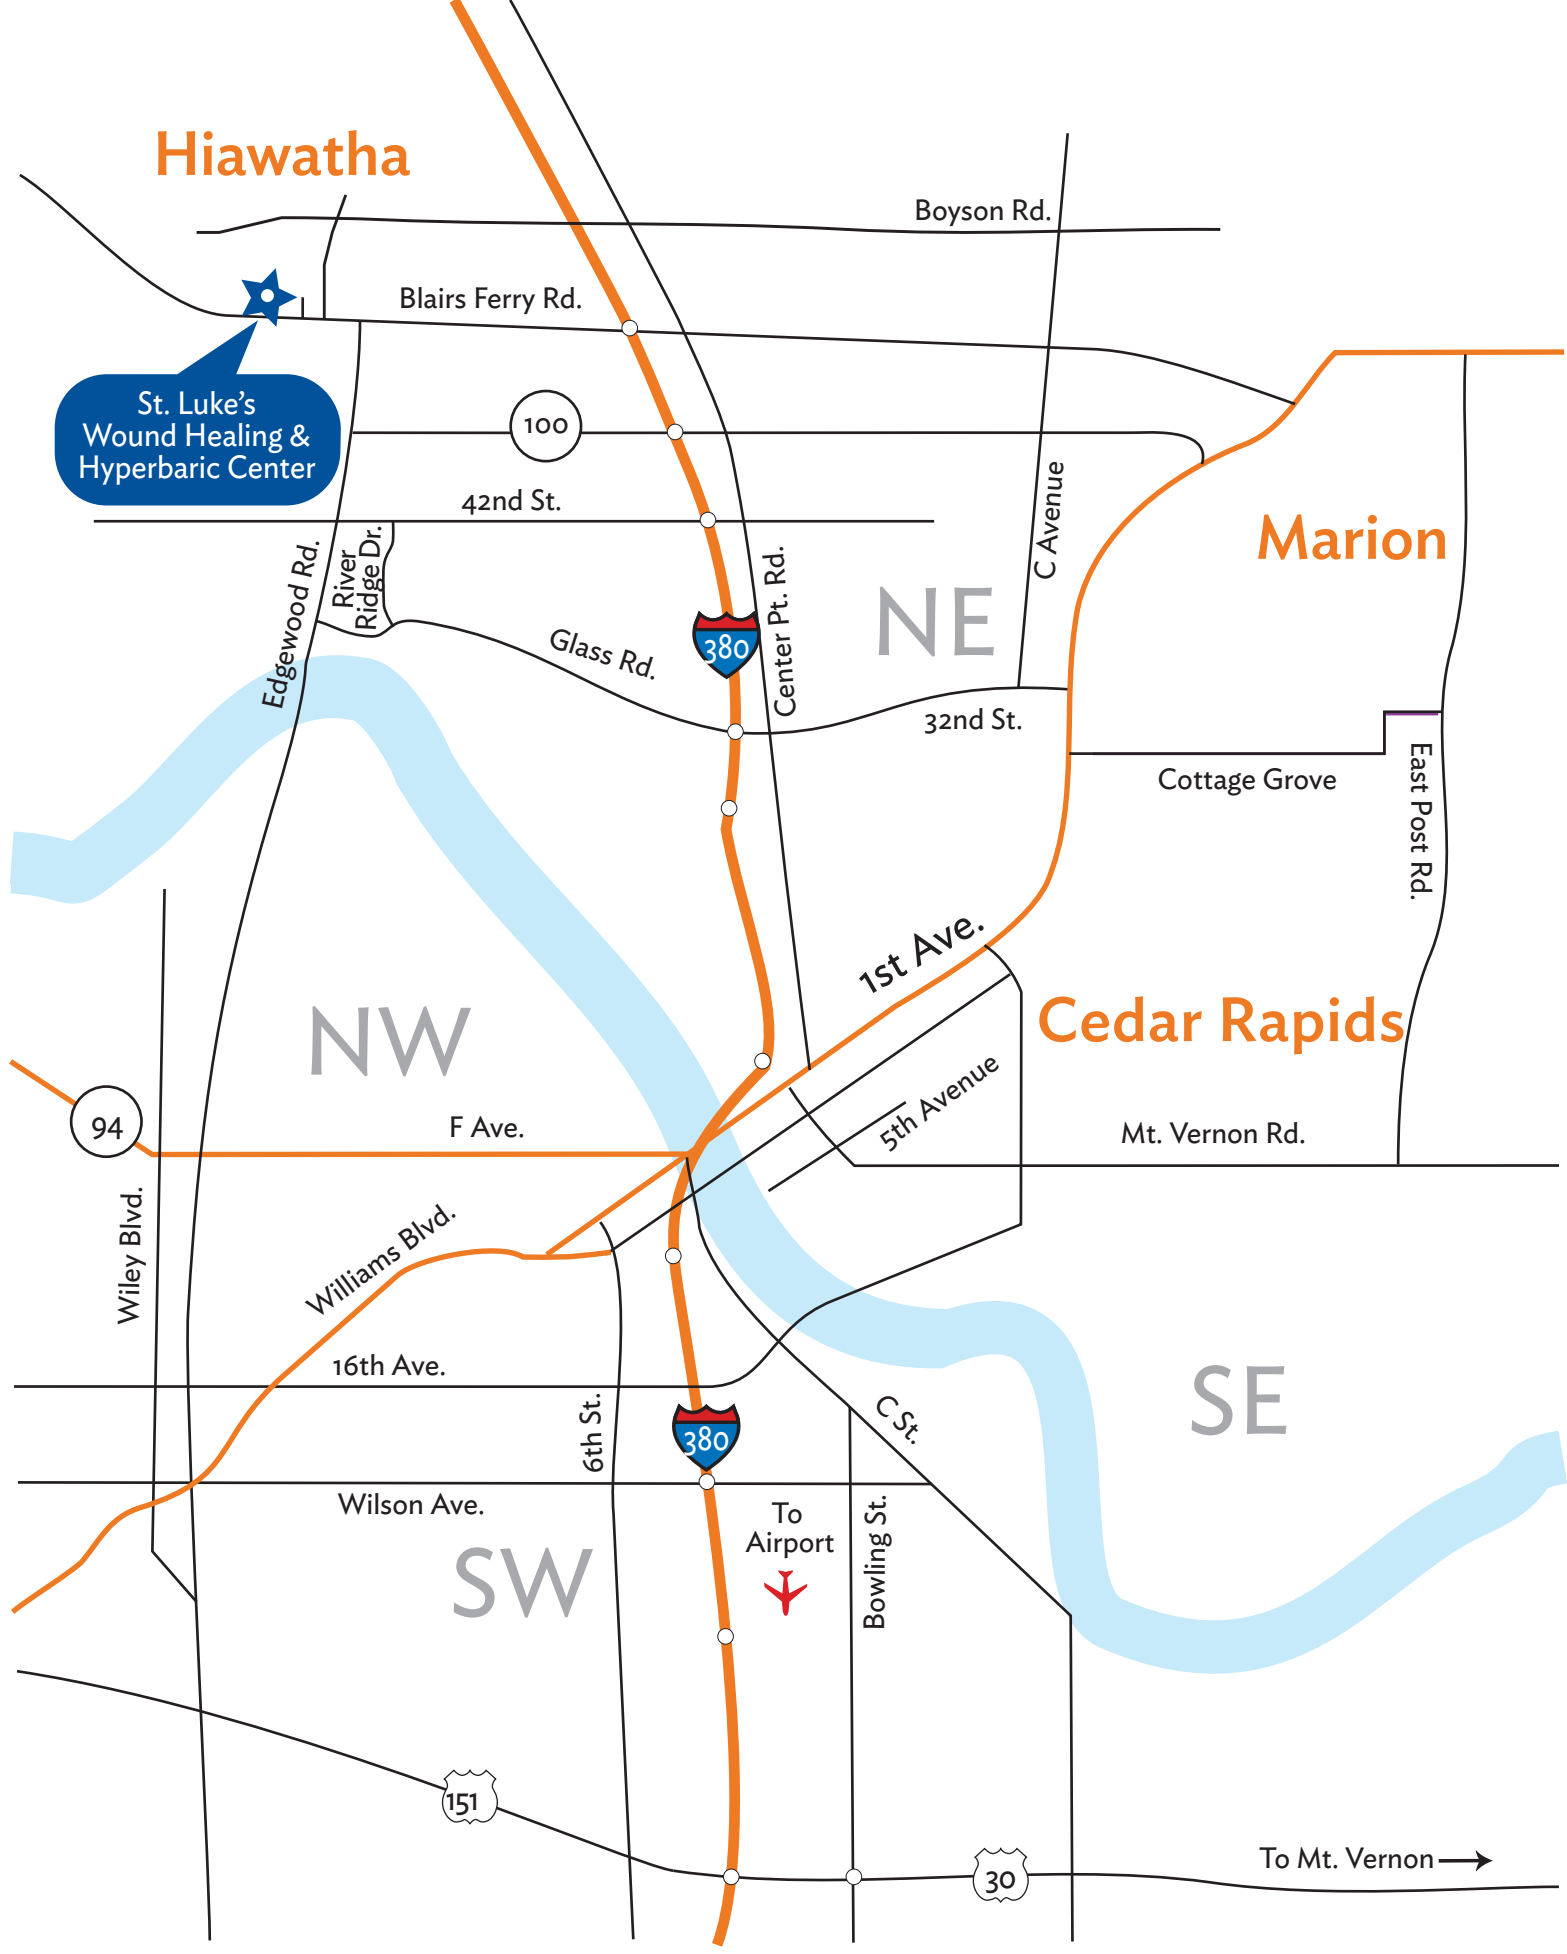 Hiawatha
Boyson Rd.
Blairs Ferry Rd.
St. Luke's
Wound Healing &
Hyperbaric Center
100
42nd St.
C Avenue
Marion
Edgewood Rd.
River
Ridge Dr.
Glass Rd.
380
Center Pt. Rd.
NE
32nd St.
Cottage Grove
East Post Rd.
1st Ave.
NW
Cedar Rapids
94
F Ave.
5th Avenue
Mt. Vernon Rd.
Wiley Blvd.
Williams Blvd.
16th Ave.
6th St.
380
C St.
SE
Wilson Ave.
To
Airport
Bowling St.
SW
151
30
To Mt. Vernon